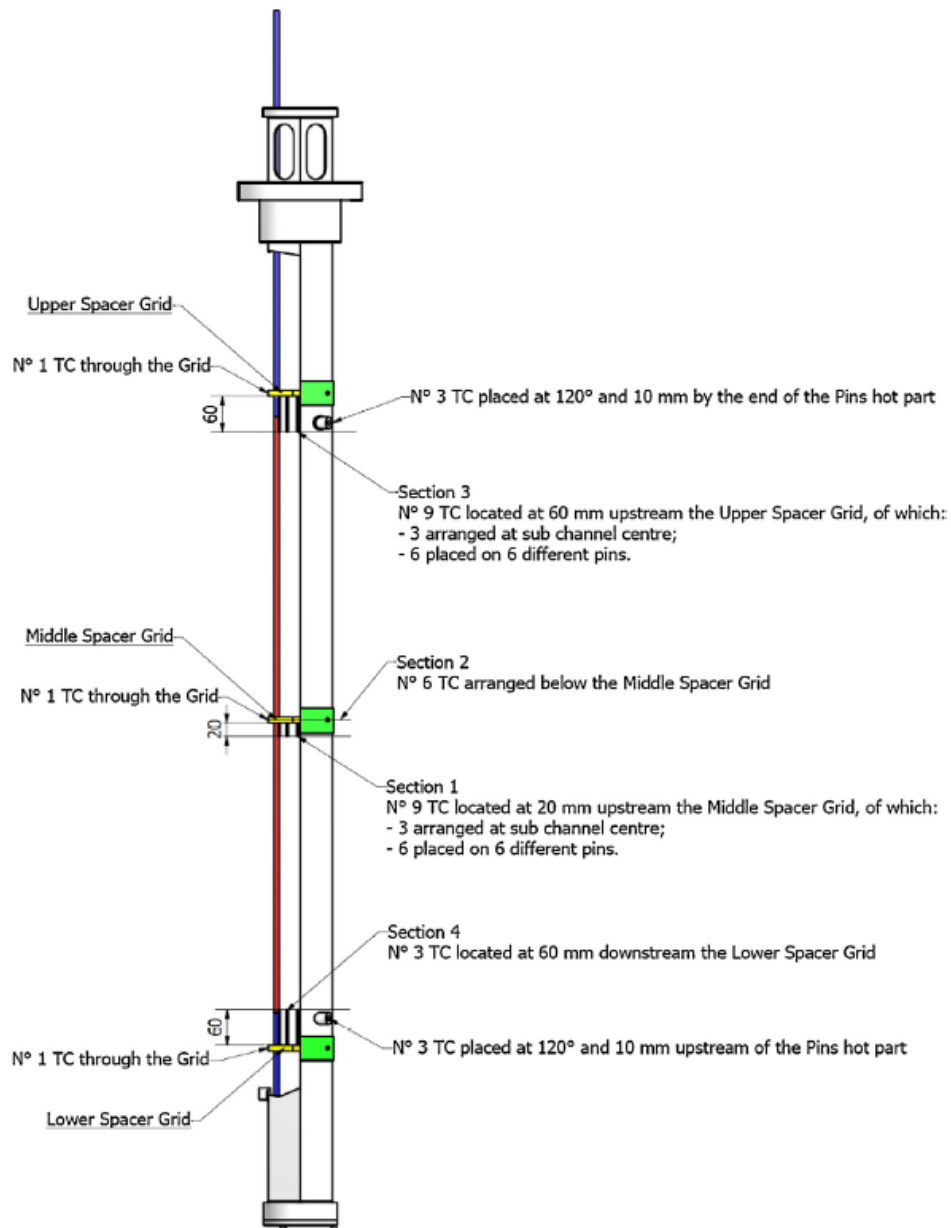 Upper Spacer Grid
N° 1 TC through the Grid
60
N° 3 TC placed at 120° and 10 mm by the end of the Pins hot part
Section 3
N° 9 TC located at 60 mm upstream the Upper Spacer Grid, of which:
- 3 arranged at sub channel centre;
- 6 placed on 6 different pins.
Middle Spacer Grid
N° 1 TC through the Grid
20
Section 2
N° 6 TC arranged below the Middle Spacer Grid
Section 1
N° 9 TC located at 20 mm upstream the Middle Spacer Grid, of which:
- 3 arranged at sub channel centre;
- 6 placed on 6 different pins.
Section 4
N° 3 TC located at 60 mm downstream the Lower Spacer Grid
60
N° 1 TC through the Grid
N° 3 TC placed at 120° and 10 mm upstream of the Pins hot part
Lower Spacer Grid